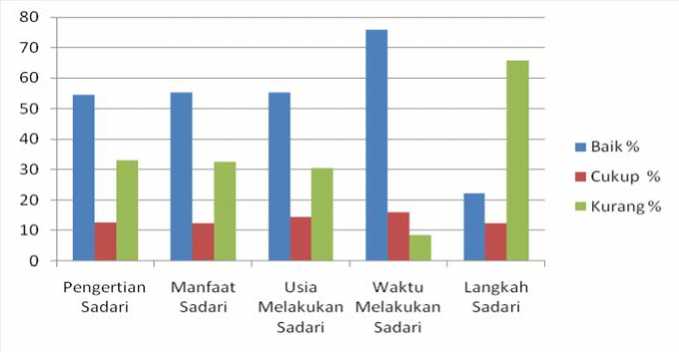 80
70
60
50
40
30
20
10
0
Pengertian
Sadari
Manfaat
Sadari
Usia
Melakukan
Sadari
Waktu
Melakukan
Sadari
Langkah
Sadari
Baik %
Cukup %
Kurang %